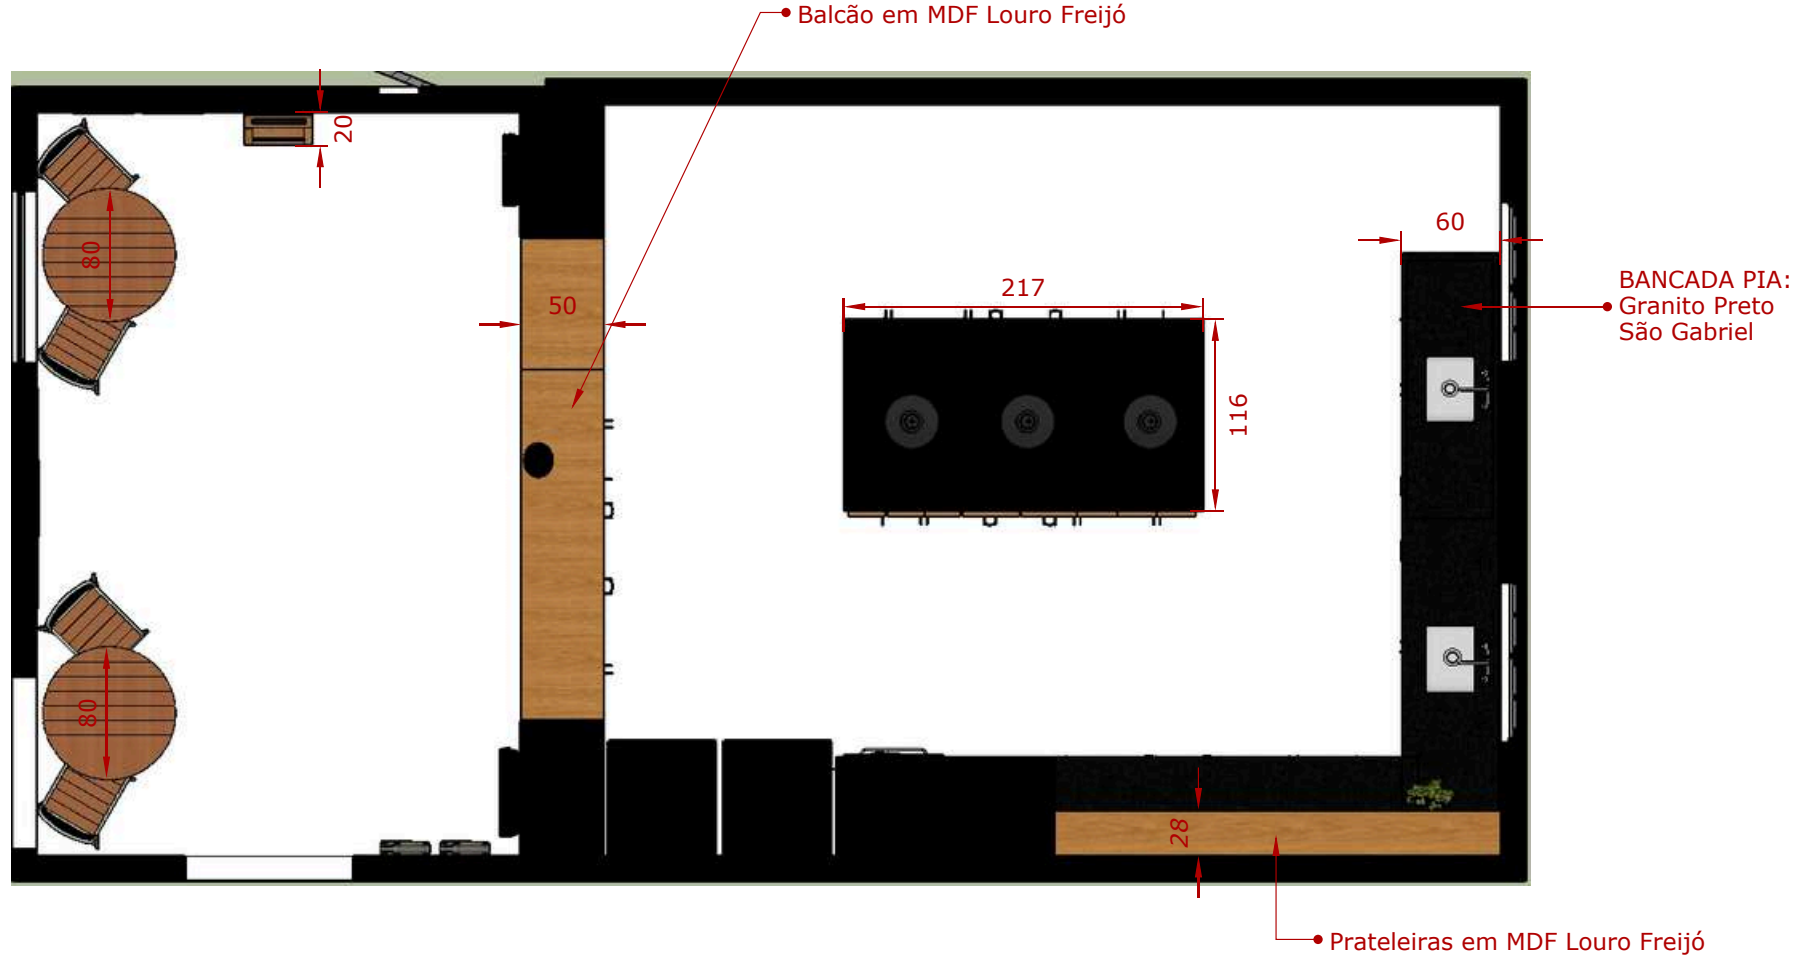 Balcão em MDF Louro Freijó
20
80
50
60
217
BANCADA PIA:
Granito Preto
São Gabriel
116
80
28
Prateleiras em MDF Louro Freijó